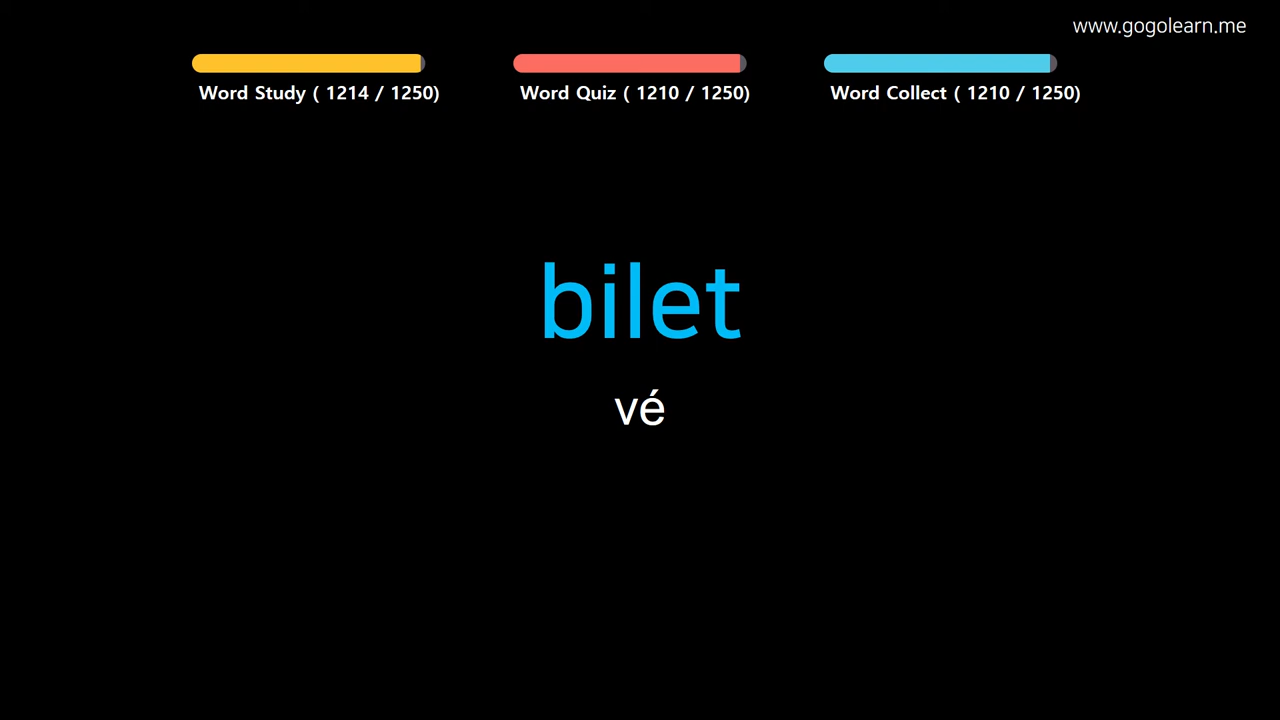 www.gogolearn.me
Word Study ( 1214 / 1250)
Word Quiz ( 1210 / 1250)
Word Collect ( 1210 / 1250)
bilet
vé